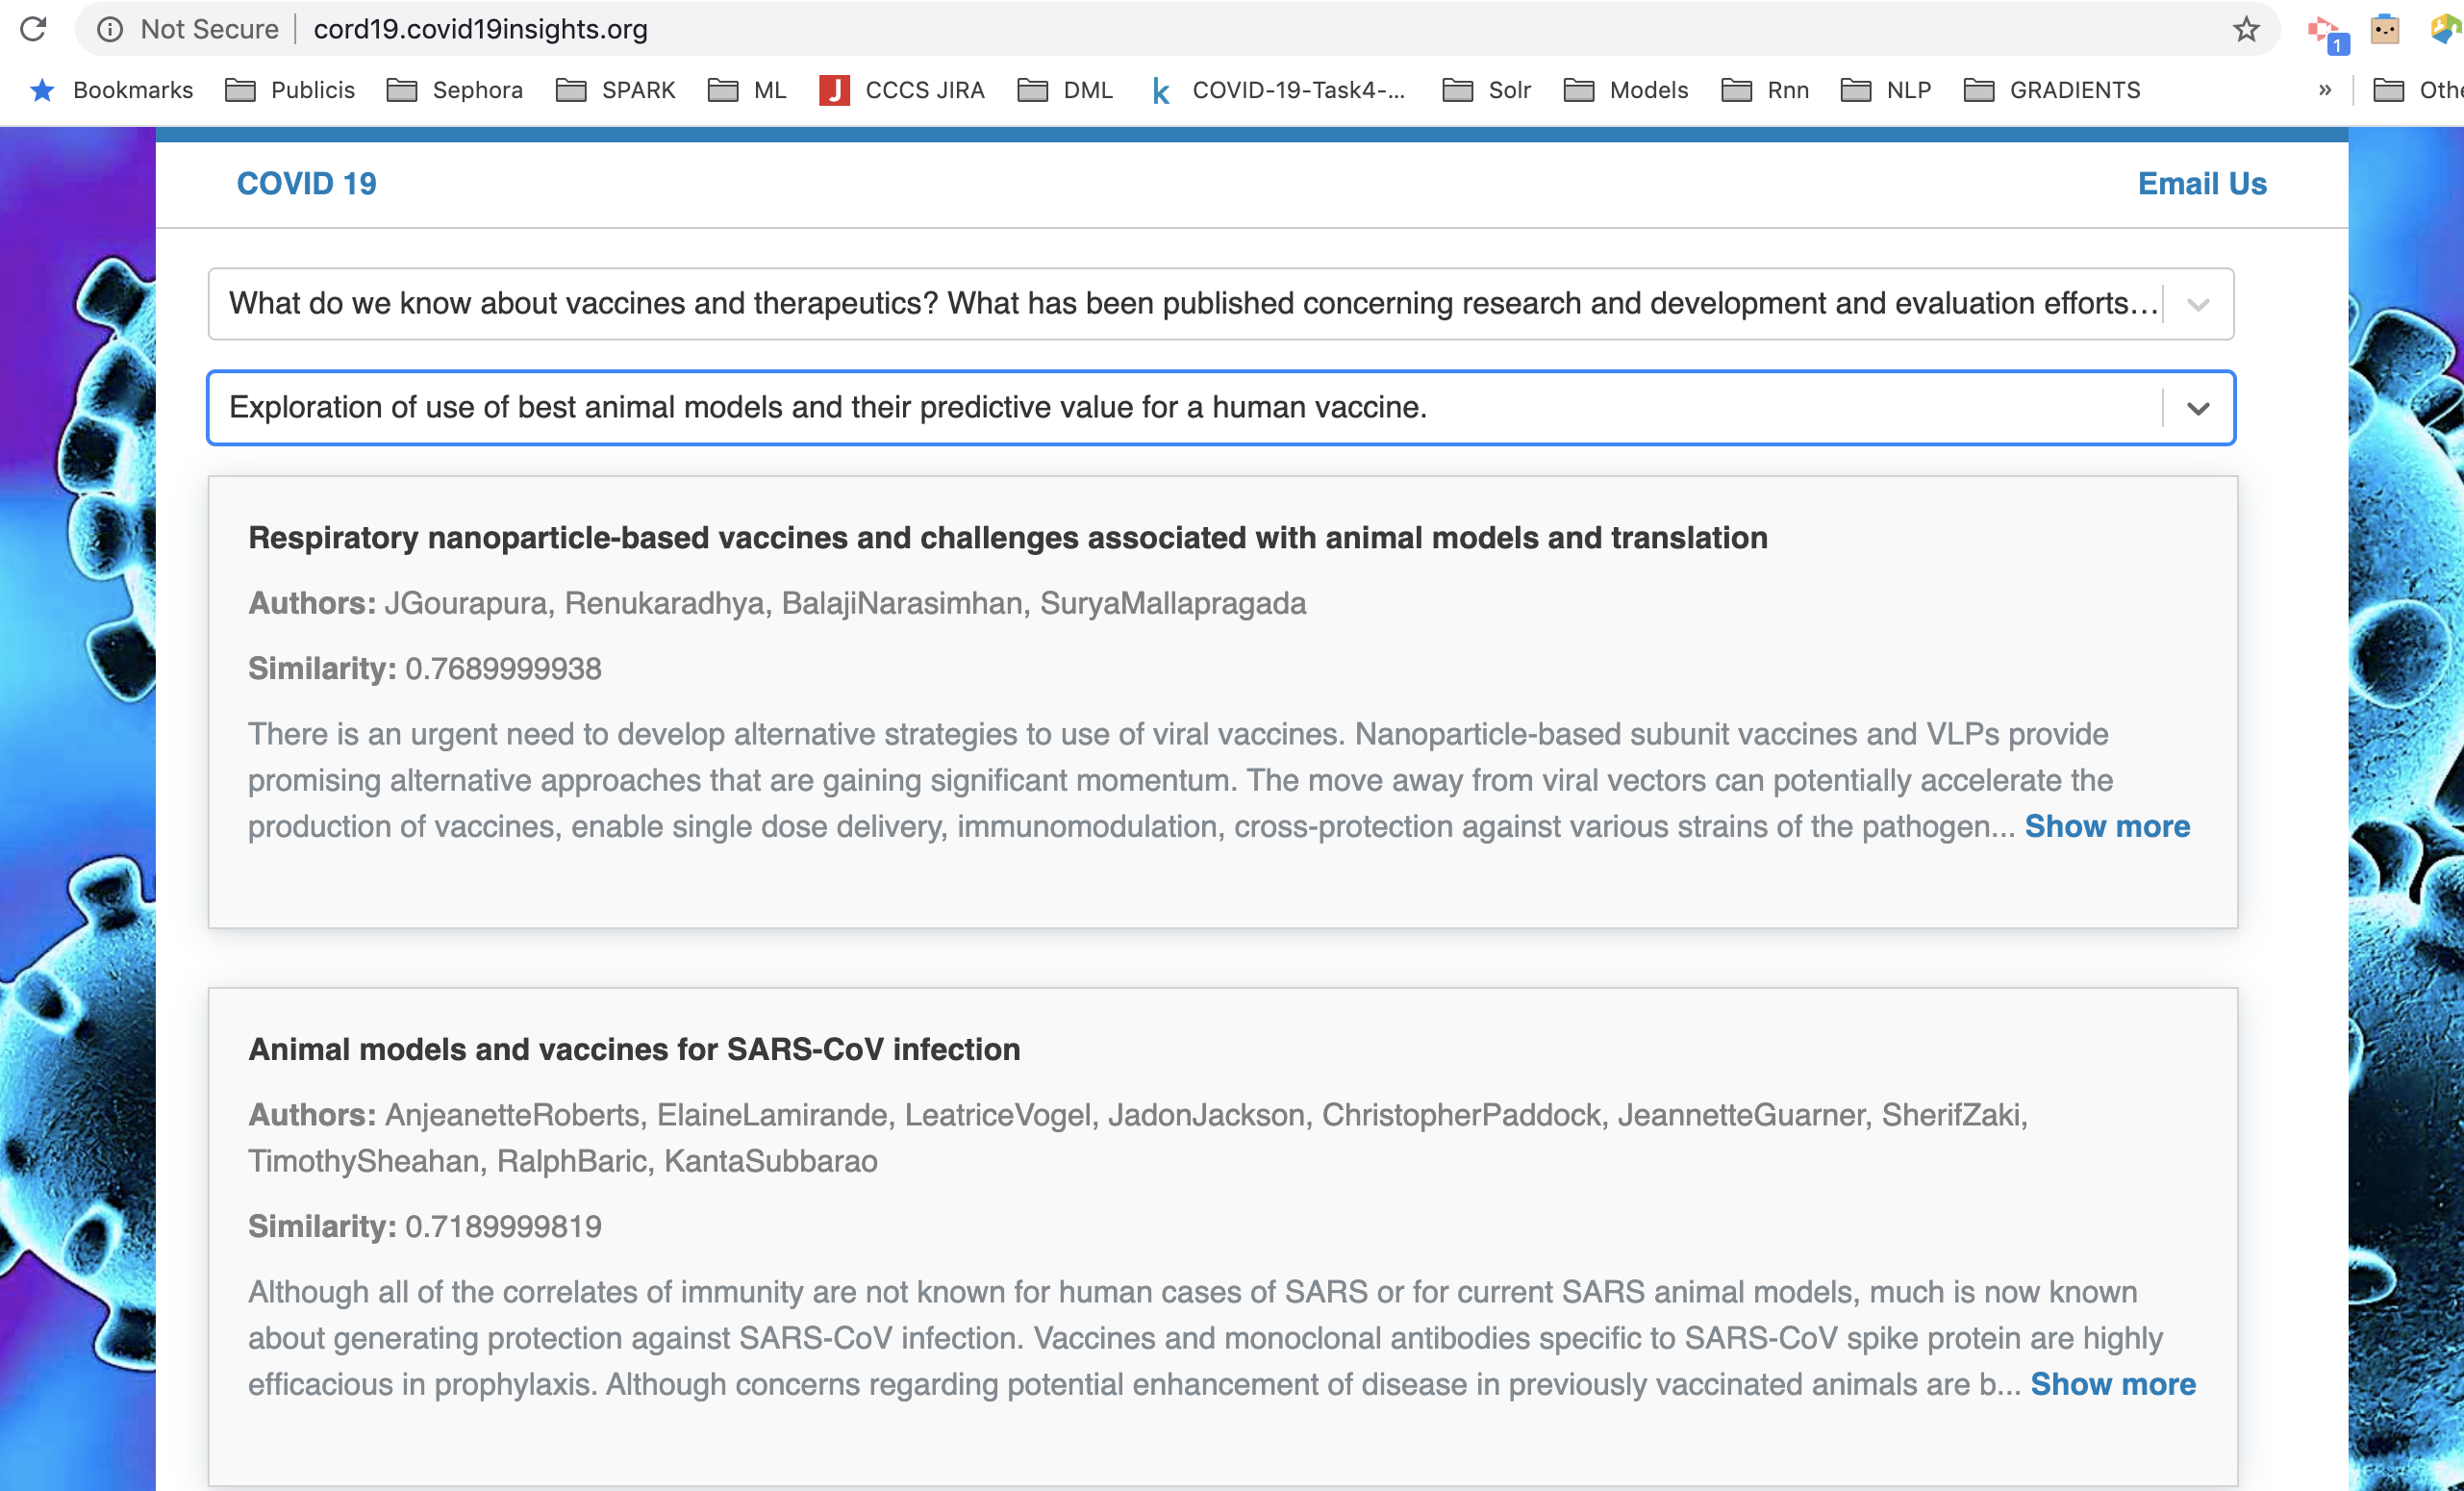 Not Secure cord19.covid19insights.org
1
Bookmarks Publicis Sephora SPARK ML J CCCS JIRA DML k COVID-19-Task4-... Solr Models Rnn NLP GRADIENTS » Othe
COVID 19 Email Us
What do we know about vaccines and therapeutics? What has been published concerning research and development and evaluation efforts...
Exploration of use of best animal models and their predictive value for a human vaccine.
Respiratory nanoparticle-based vaccines and challenges associated with animal models and translation
Authors: JGourapura, Renukaradhya, BalajiNarasimhan, SuryaMallapragada
Similarity: 0.7689999938
There is an urgent need to develop alternative strategies to use of viral vaccines. Nanoparticle-based subunit vaccines and VLPs provide
promising alternative approaches that are gaining significant momentum. The move away from viral vectors can potentially accelerate the
production of vaccines, enable single dose delivery, immunomodulation, cross-protection against various strains of the pathogen... Show more
Animal models and vaccines for SARS-CoV infection
Authors: AnjeanetteRoberts, ElaineLamirande, LeatriceVogel, JadonJackson, ChristopherPaddock, JeannetteGuarner, SherifZaki,
TimothySheahan, RalphBaric, KantaSubbarao
Similarity: 0.7189999819
Although all of the correlates of immunity are not known for human cases of SARS or for current SARS animal models, much is now known
about generating protection against SARS-CoV infection. Vaccines and monoclonal antibodies specific to SARS-CoV spike protein are highly
efficacious in prophylaxis. Although concerns regarding potential enhancement of disease in previously vaccinated animals are b... Show more